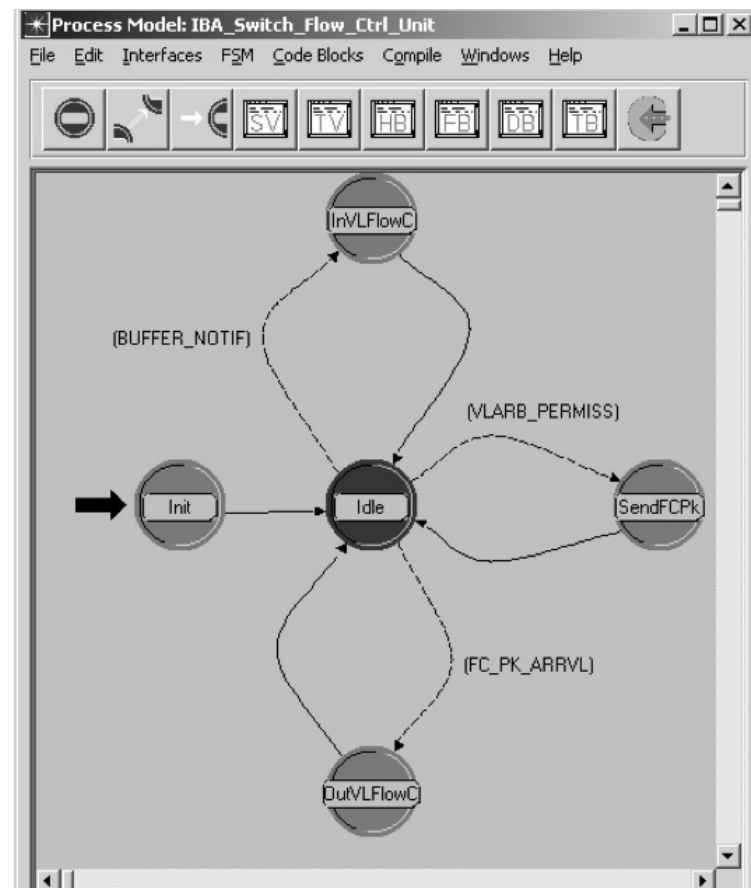 Process Model: IBA_Switch_Flow_Ctrl_Unit
File Edit Interfaces FSM Code Blocks Compile Windows Help
SV TV HB FB DB TB
InVLFlowC
(BUFFER_NOTIF)
(VLARB_PERMISS)
Init
Idle
SendFCPk
(FC_PK_ARRVL)
OutVLFlowC